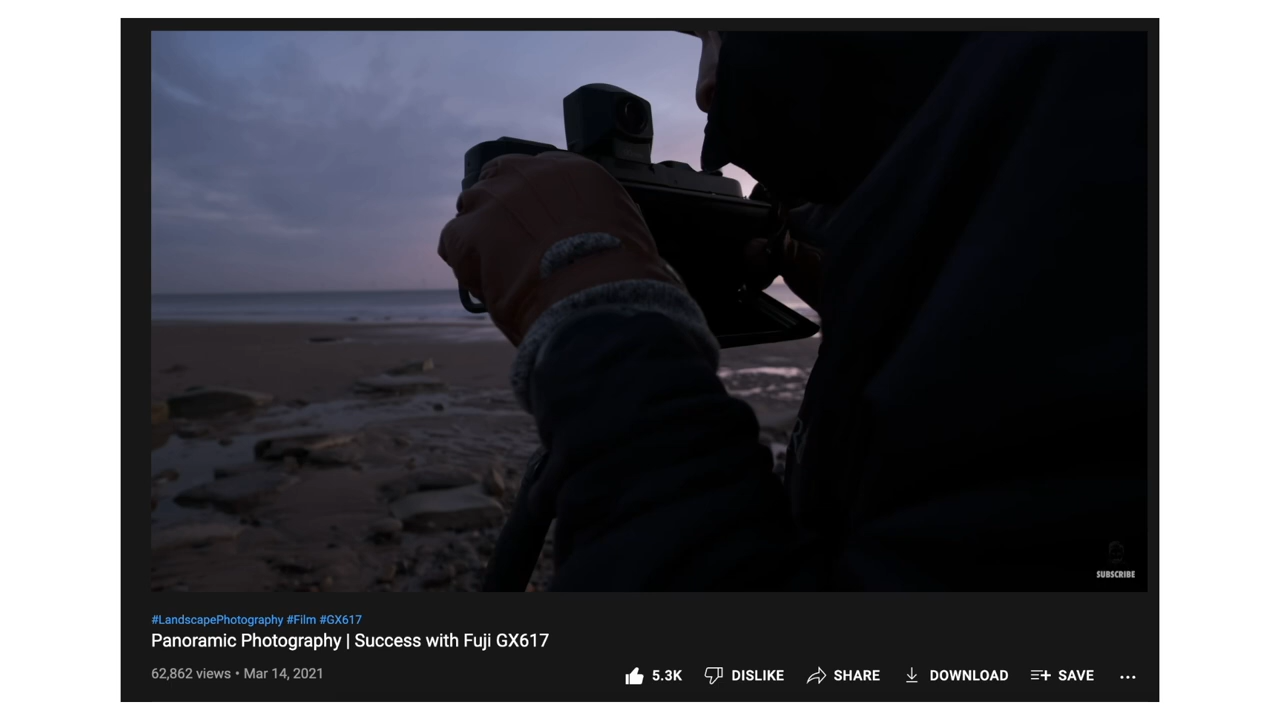 SUBSCRIBE
#LandscapePhotography #Film #GX617
Panoramic Photography | Success with Fuji GX617
62,862 views • Mar 14, 2021
5.3K DISLIKE SHARE DOWNLOAD SAVE